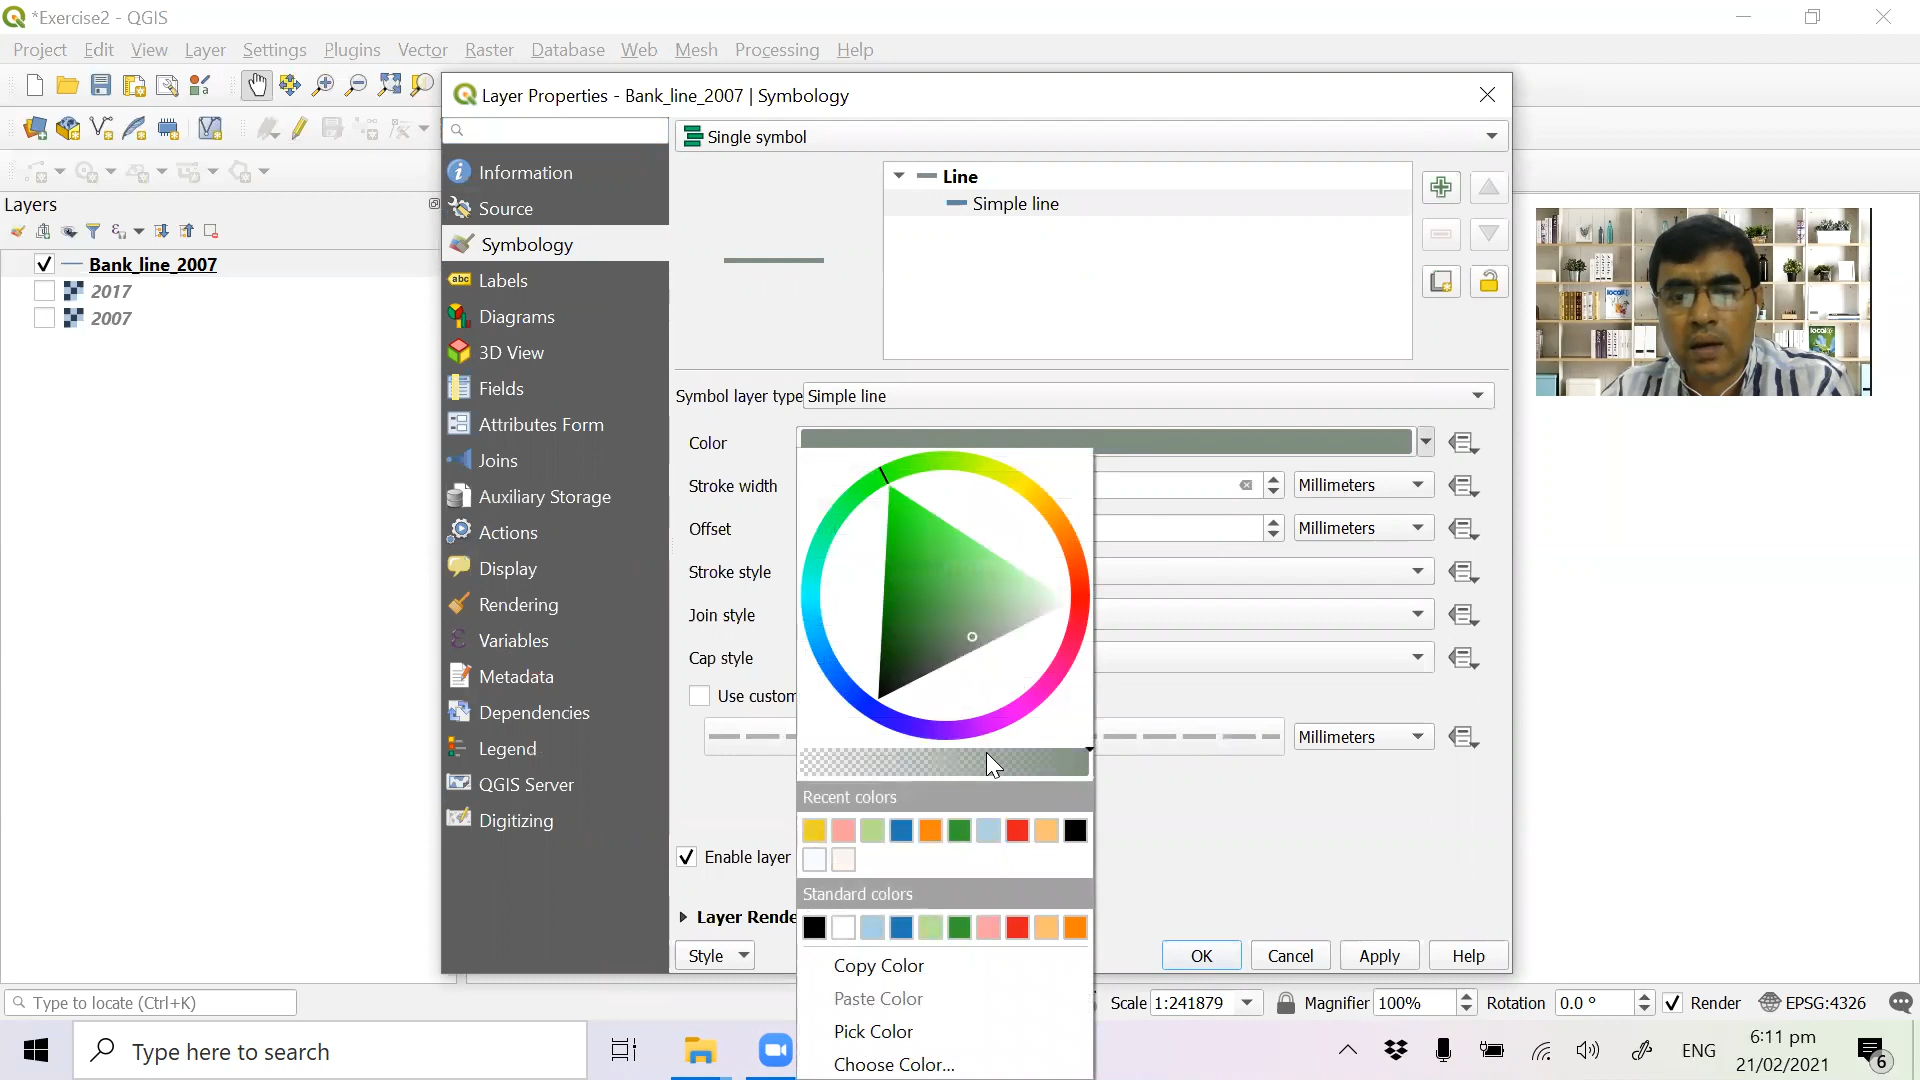 *Exercise2 - QGIS
Project Edit View Layer Settings Plugins Vector Raster Database Web Mesh Processing Help
Layer Properties - Bank_line_2007 | Symbology
Single symbol
Information
Source
Symbology
Labels
Diagrams
3D View
Fields
Attributes Form
Joins
Auxiliary Storage
Actions
Display
Rendering
Variables
Metadata
Dependencies
Legend
QGIS Server
Digitizing
Layers
Bank_line_2007
2017
2007
Line
Simple line
Symbol layer type Simple line
Color
Stroke width Millimeters
Offset Millimeters
Stroke style
Join style
Cap style
Use custom
Millimeters
Enable layer
Layer Rende
Style
Recent colors
Standard colors
Copy Color
Paste Color
Pick Color
Choose Color...
OK Cancel Apply Help
Type to locate (Ctrl+K)
Scale 1:241879 Magnifier 100% Rotation 0.0 ° Render EPSG:4326
Type here to search
ENG
6:11 pm
21/02/2021
6